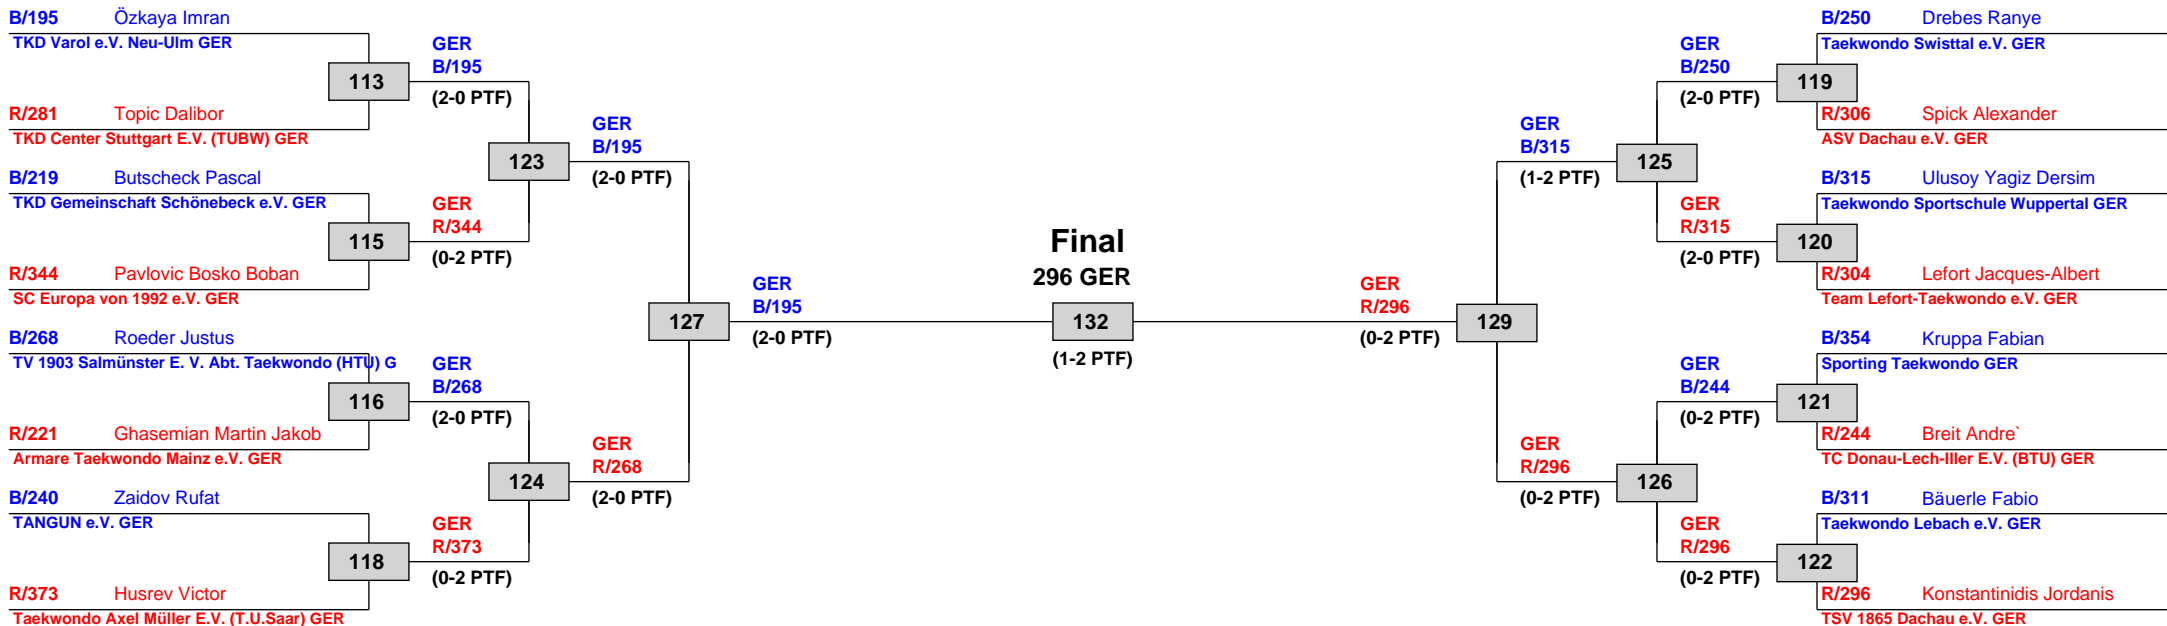 B/195 Özkaya Imran
TKD Varol e.V. Neu-Ulm GER
113
R/281 Topic Dalibor
TKD Center Stuttgart E.V. (TUBW) GER
B/219 Butscheck Pascal
TKD Gemeinschaft Schönebeck e.V. GER
115
R/344 Pavlovic Bosko Boban
SC Europa von 1992 e.V. GER
B/268 Roeder Justus
TV 1903 Salmünster E. V. Abt. Taekwondo (HTU) G
116
R/221 Ghasemian Martin Jakob
Armare Taekwondo Mainz e.V. GER
B/240 Zaidov Rufat
TANGUN e.V. GER
118
R/373 Husrev Victor
Taekwondo Axel Müller E.V. (T.U.Saar) GER
GER
B/195
(2-0 PTF)
123
GER
R/344
(0-2 PTF)
GER
B/268
(2-0 PTF)
124
GER
R/373
(0-2 PTF)
GER
B/195
(2-0 PTF)
127
GER
R/268
(2-0 PTF)
GER
B/195
(2-0 PTF)
Final
296 GER
132
(1-2 PTF)
GER
R/296
(0-2 PTF)
129
GER
B/315
(1-2 PTF)
GER
R/296
(0-2 PTF)
125
126
GER
B/250
(2-0 PTF)
GER
R/315
(2-0 PTF)
GER
B/244
(0-2 PTF)
GER
R/296
(0-2 PTF)
B/250 Drebes Ranye
Taekwondo Swisttal e.V. GER
119
R/306 Spick Alexander
ASV Dachau e.V. GER
B/315 Ulusoy Yagiz Dersim
Taekwondo Sportschule Wuppertal GER
120
R/304 Lefort Jacques-Albert
Team Lefort-Taekwondo e.V. GER
B/354 Kruppa Fabian
Sporting Taekwondo GER
121
R/244 Breit Andre`
TC Donau-Lech-Iller E.V. (BTU) GER
B/311 Bäuerle Fabio
Taekwondo Lebach e.V. GER
122
R/296 Konstantinidis Jordanis
TSV 1865 Dachau e.V. GER